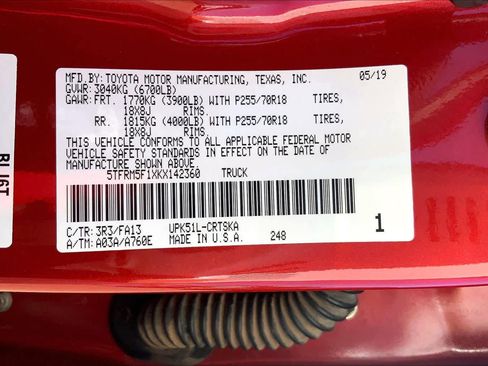 MFD.BY: TOYOTA MOTOR MANUFACTURING, TEXAS, INC. 05/19
GVWR: 3040KG (6700LB)
GAWR: FRT. 1770KG (3900LB) WITH P255/70R18 TIRES,
18X8J RIMS.
RR. 1815KG (4000LB) WITH P255/70R18 TIRES,
18X8J RIMS.
THIS VEHICLE CONFORMS TO ALL APPLICABLE FEDERAL MOTOR
VEHICLE SAFETY STANDARDS IN EFFECT ON THE DATE OF
MANUFACTURE SHOWN ABOVE.
5TFRM5F1XKX142360 TRUCK
C/TR: 3R3/FA13 UPK51L-CRTSKA
A/TM: A03A/A760E MADE IN U.S.A. 248
1